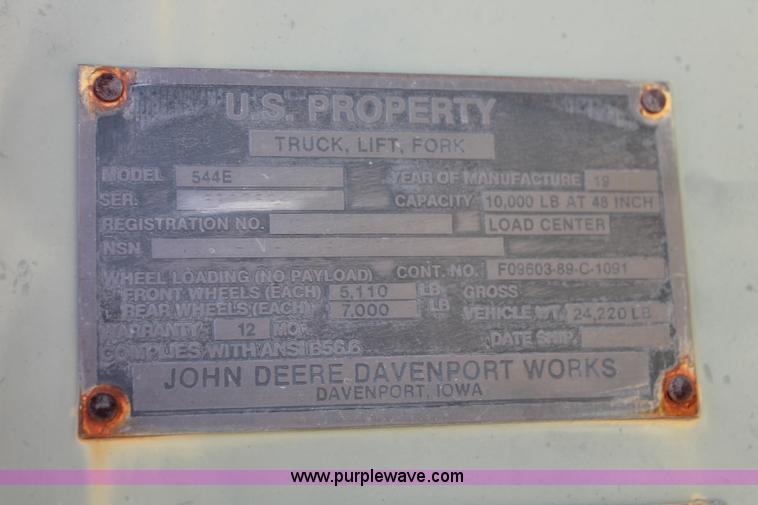 U.S. PROPERTY
TRUCK, LIFT, FORK
MODEL 544E YEAR OF MANUFACTURE 19
SER. CAPACITY 10,000 LB AT 48 INCH
REGISTRATION NO. LOAD CENTER
NSN
WHEEL LOADING (NO PAYLOAD) CONT. NO. F09603-89-C-1091
FRONT WHEELS (EACH) 5,110 LB GROSS
REAR WHEELS (EACH) 7,000 LB VEHICLE WT. 24,220 LB
WARRANTY 12 MO. DATE SHIP.
COMPLIES WITH ANSI B56.6
JOHN DEERE DAVENPORT WORKS
DAVENPORT, IOWA
www.purplewave.com